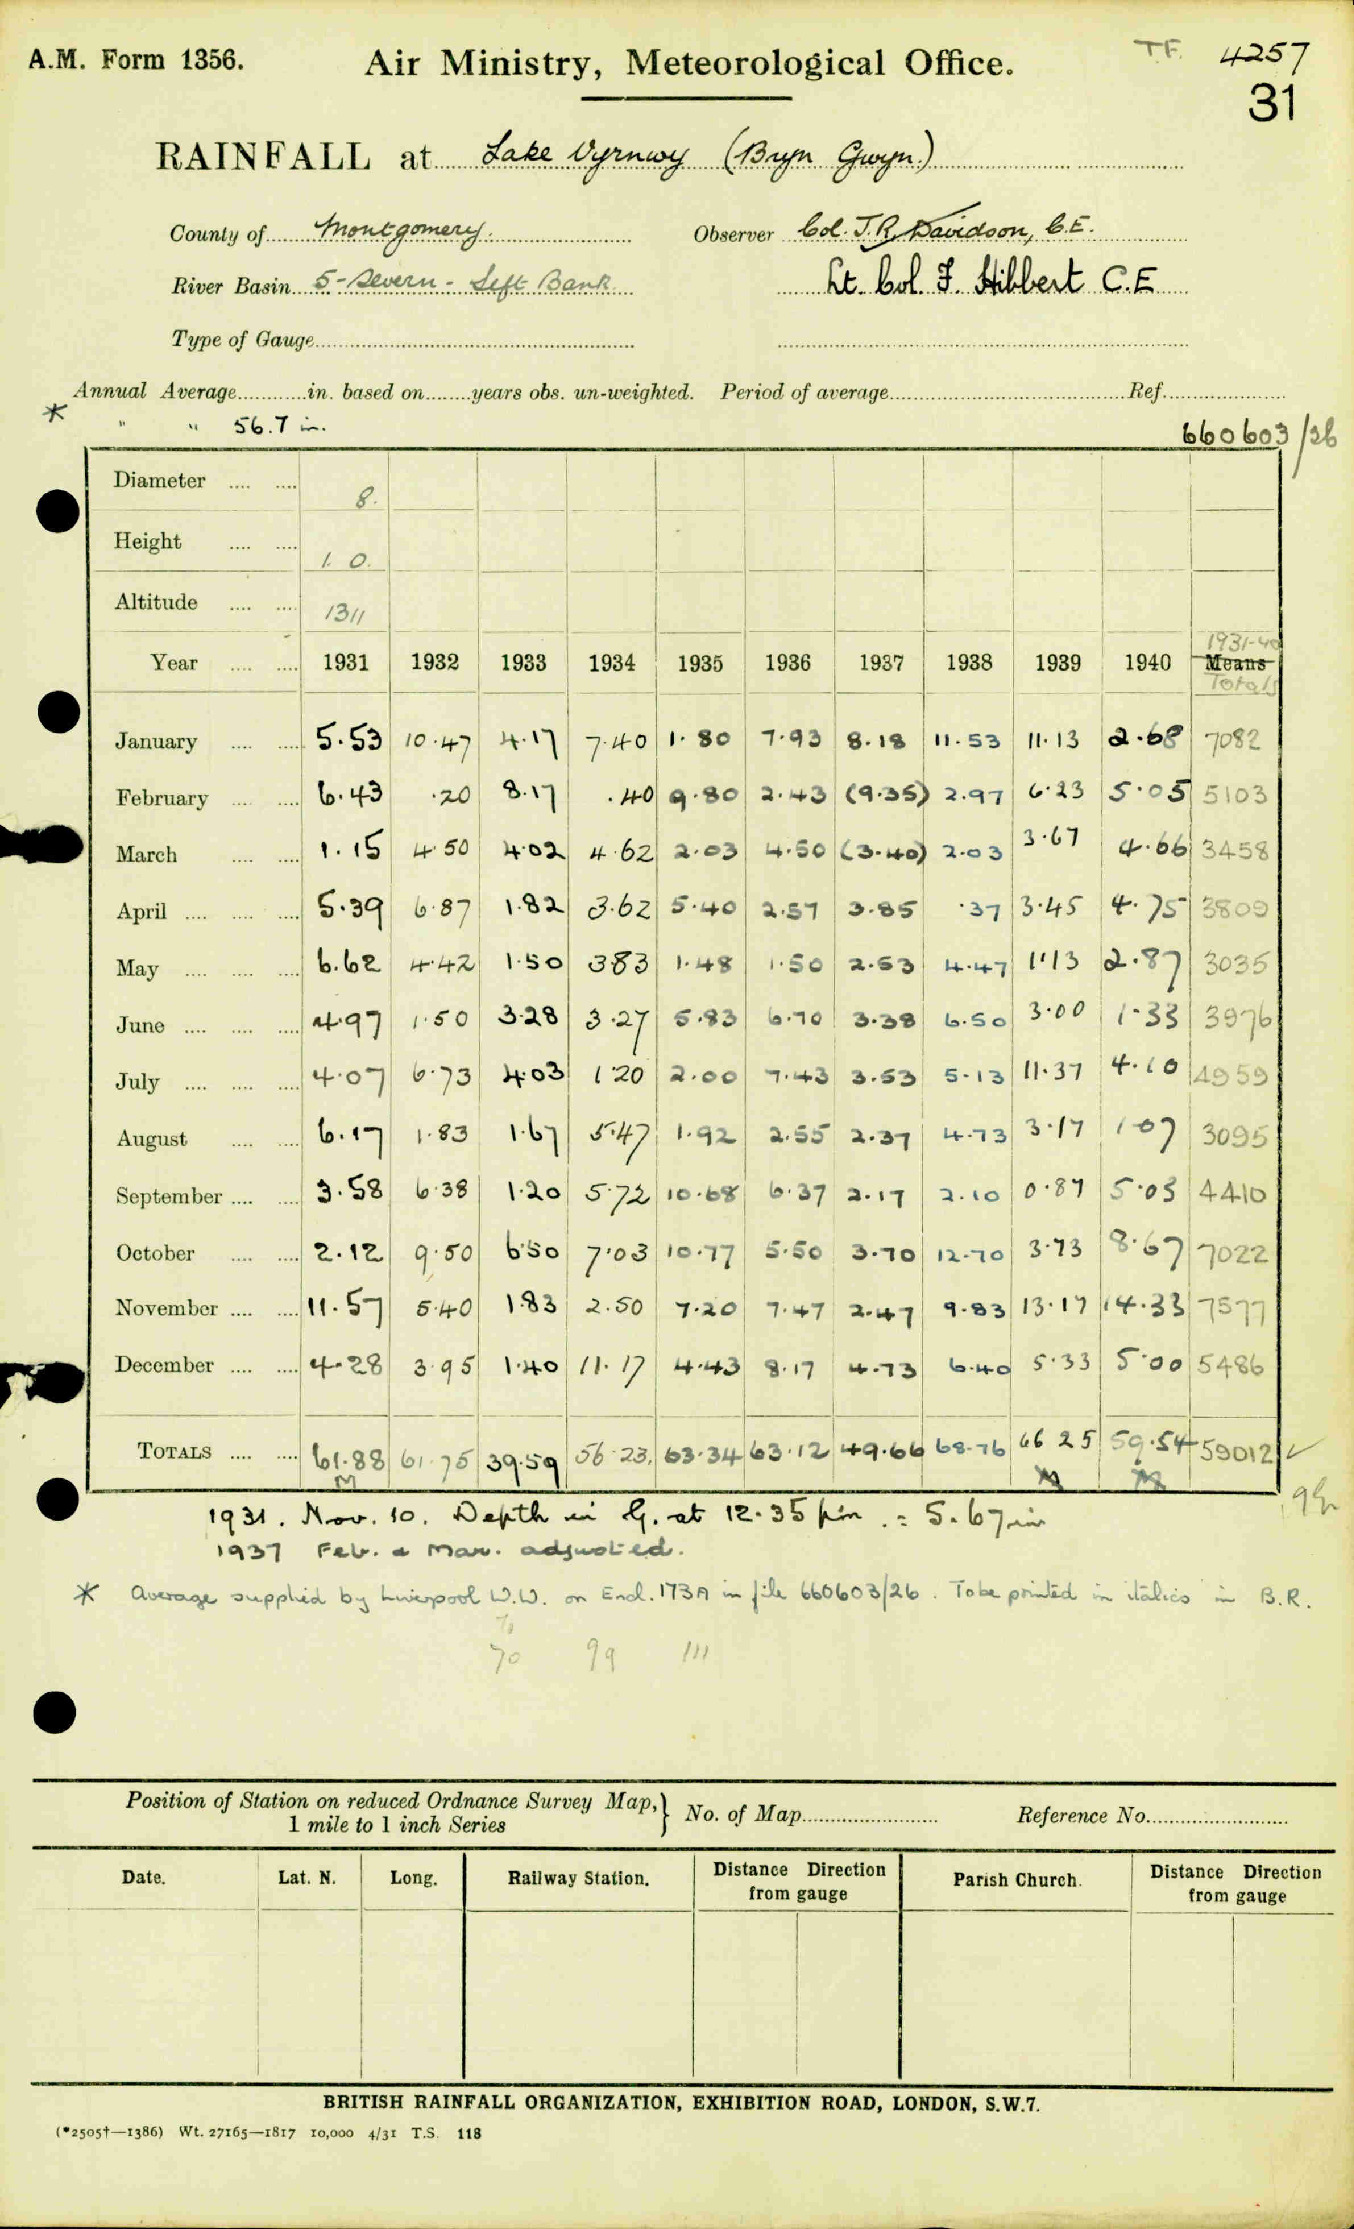 A.M. Form 1356. Air Ministry, Meteorological Office. T.F. 4257
31
RAINFALL at Lake Vyrnwy (Bryn Gwyn.)
County of Montgomery. Observer Col. J.R. Davidson, C.E.
River Basin 5-Severn - Left Bank Lt. Col. F. Hibbert C.E
Type of Gauge
Annual Average in. based on years obs. un-weighted. Period of average Ref.
* " " 56.7 in. 660603/26
Diameter 8.
Height 1. 0.
Altitude 1311
1931-40
Year 1931 1932 1933 1934 1935 1936 1937 1938 1939 1940 Means
Totals
January 5.53 10.47 4.17 7.40 1.80 7.93 8.18 11.53 11.13 2.68 7082
February 6.43 .20 8.17 .40 9.80 2.43 (9.35) 2.97 6.23 5.05 5103
March 1.15 4.50 4.02 4.62 2.03 4.50 (3.40) 2.03 3.67 4.66 3458
April 5.39 6.87 1.82 3.62 5.40 2.57 3.85 .37 3.45 4.75 3809
May 6.62 4.42 1.50 3.83 1.48 1.50 2.53 4.47 1.13 2.87 3035
June 4.97 1.50 3.28 3.27 5.83 6.70 3.38 6.50 3.00 1.33 3976
July 4.07 6.73 4.03 1.20 2.00 7.43 3.53 5.13 11.37 4.10 4959
August 6.17 1.83 1.67 5.47 1.92 2.55 2.37 4.73 3.17 1.07 3095
September 3.58 6.38 1.20 5.72 10.68 6.37 2.17 2.10 0.87 5.03 4410
October 2.12 9.50 6.50 7.03 10.77 5.50 3.70 12.70 3.73 8.67 7022
November 11.57 5.40 1.83 2.50 7.20 7.47 2.47 9.83 13.17 14.33 7577
December 4.28 3.95 1.40 11.17 4.43 8.17 4.73 6.40 5.33 5.00 5486
TOTALS 61.88 61.75 39.59 56.23. 63.34 63.12 49.66 68.76 66.25 59.54 59012 ✓
M M M
1931. Nov. 10. Depth in G. at 12.35 pm. = 5.67 in
1937 Feb. & Mar. adjusted.
* Average supplied by Liverpool W.W. on Encl. 173A in file 660603/26. To be printed in italics in B.R.
70 99 111
Position of Station on reduced Ordnance Survey Map, } No. of Map Reference No.
1 mile to 1 inch Series
Date. Lat. N. Long. Railway Station. Distance Direction Parish Church. Distance Direction
from gauge from gauge
BRITISH RAINFALL ORGANIZATION, EXHIBITION ROAD, LONDON, S.W.7.
(*2505†—1386) Wt. 27165—1817 10,000 4/31 T.S. 118